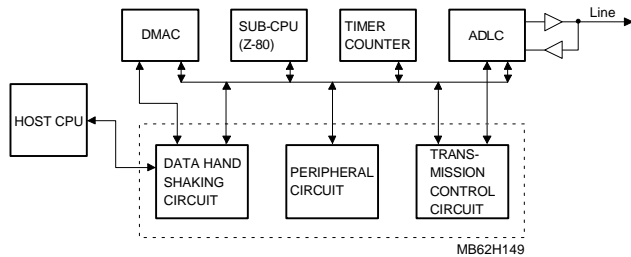 Line
DMAC
SUB-CPU
(Z-80)
TIMER
COUNTER
ADLC
HOST CPU
DATA HAND
SHAKING
CIRCUIT
PERIPHERAL
CIRCUIT
TRANS-
MISSION
CONTROL
CIRCUIT
MB62H149